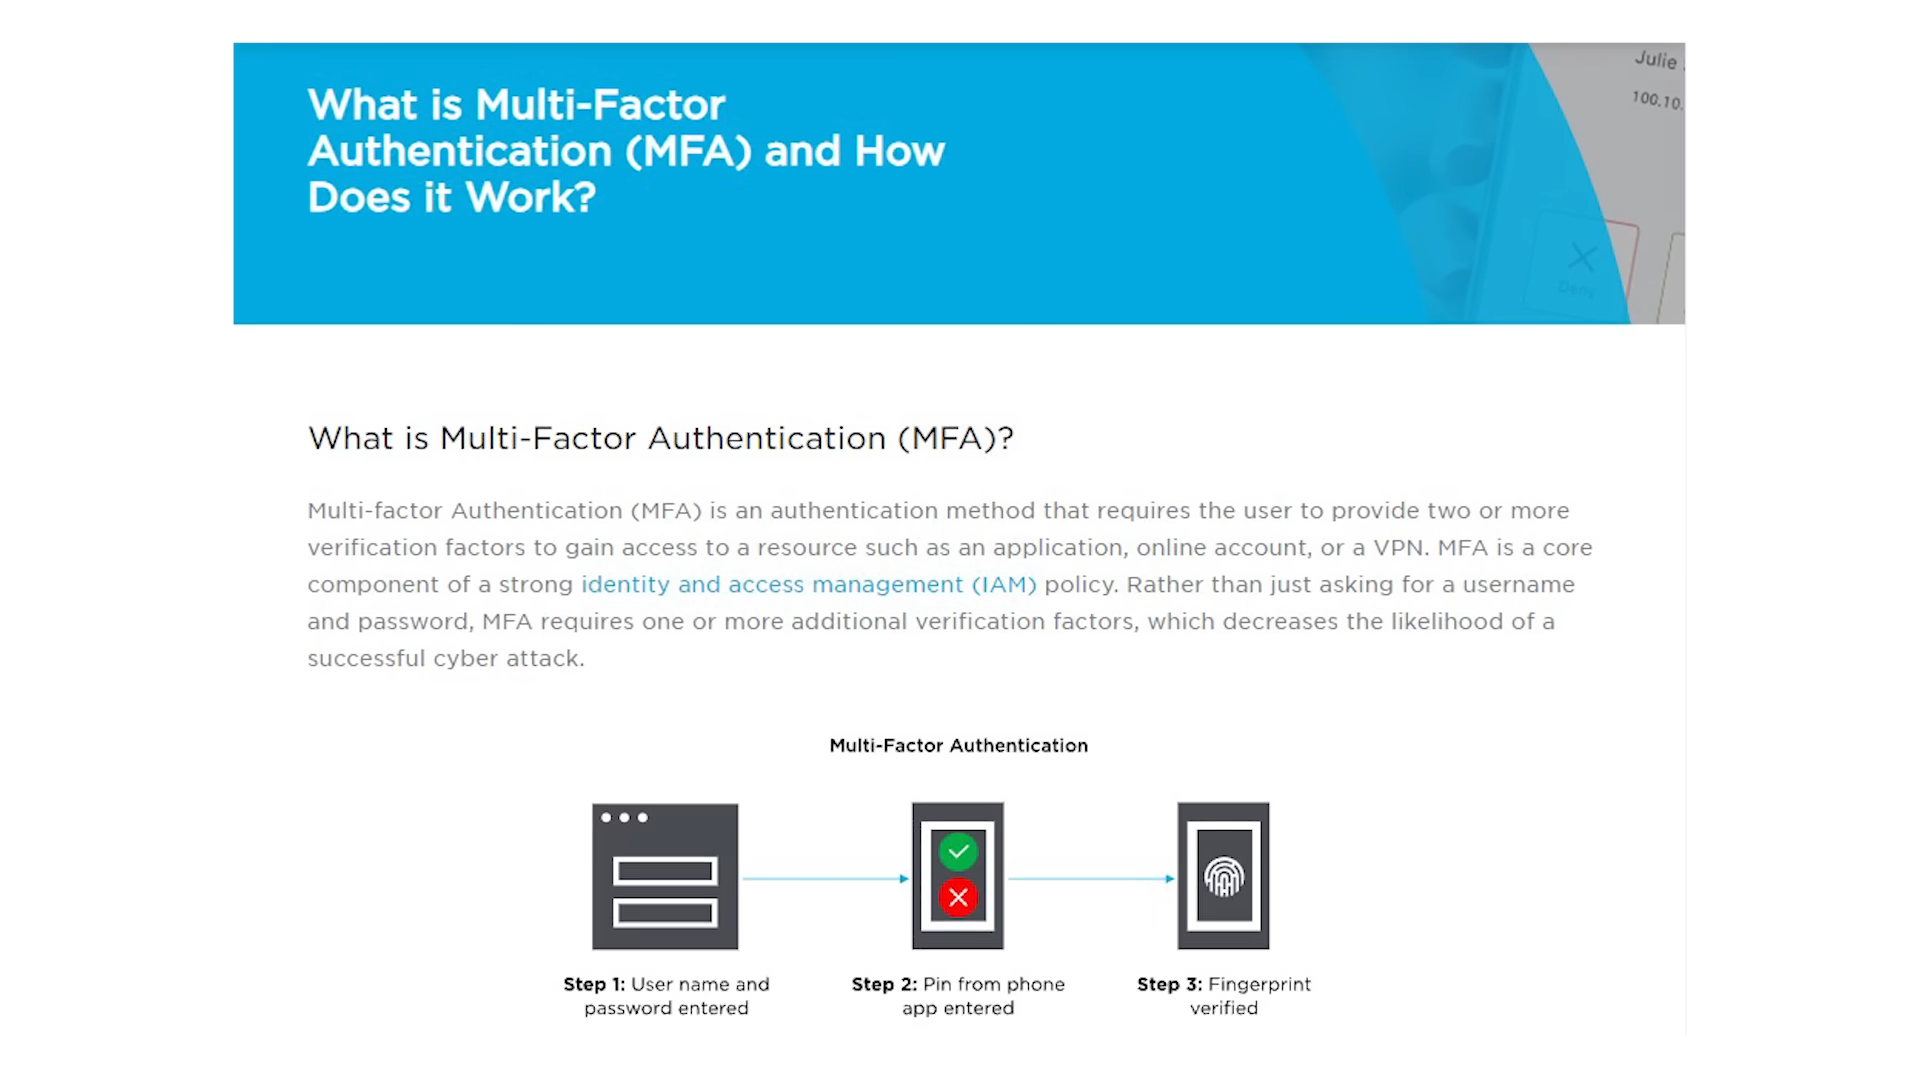 What is Multi-Factor
Authentication (MFA) and How
Does it Work?
Julie
100.10.
Deny
What is Multi-Factor Authentication (MFA)?
Multi-factor Authentication (MFA) is an authentication method that requires the user to provide two or more
verification factors to gain access to a resource such as an application, online account, or a VPN. MFA is a core
component of a strong identity and access management (IAM) policy. Rather than just asking for a username
and password, MFA requires one or more additional verification factors, which decreases the likelihood of a
successful cyber attack.
Multi-Factor Authentication
Step 1: User name and
password entered
Step 2: Pin from phone
app entered
Step 3: Fingerprint
verified